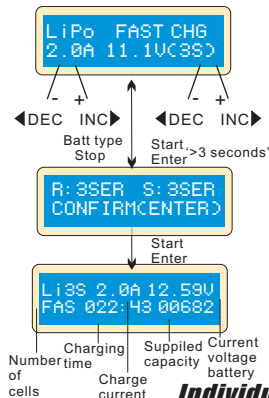 LiPo FAST CHG
2.0A 11.1V(3S)
- + - +
◀DEC INC▶ ◀DEC INC▶
Batt type
Stop
Start
Enter
'>3 seconds'
R:3SER S:3SER
CONFIRM(ENTER)
Start
Enter
Li3S 2.0A 12.59V
FAS 022:43 00682
Number
of
cells
Charging
time
Charge
current
Suppiled
capacity
Current
voltage
battery